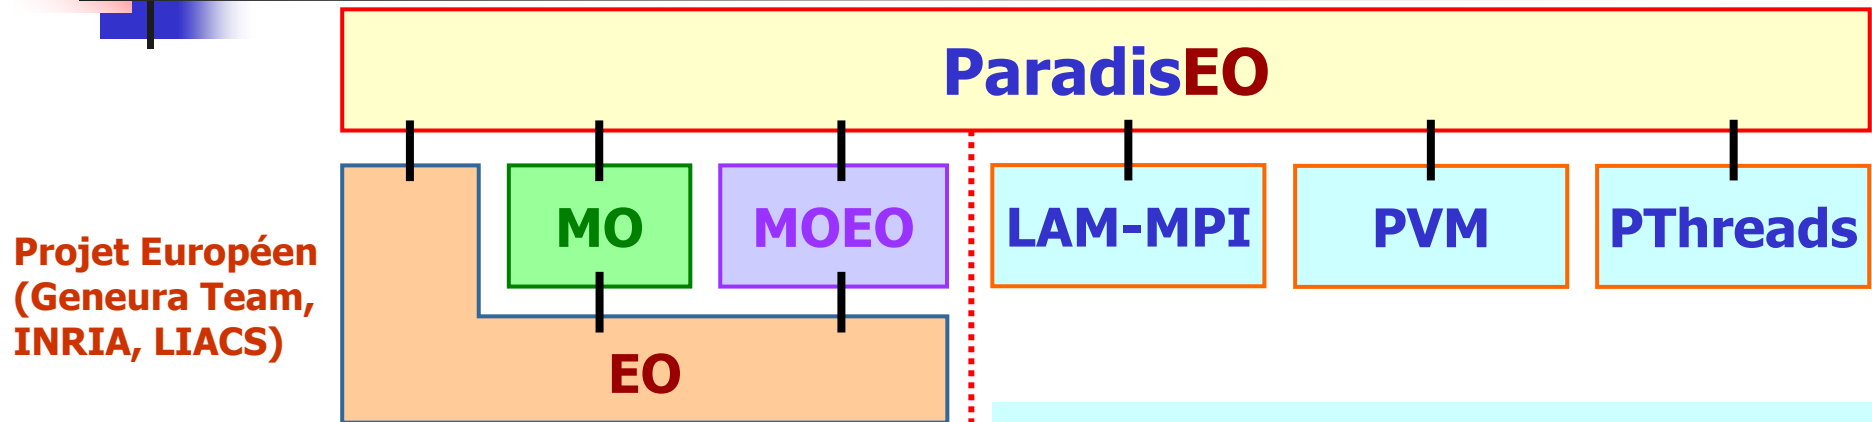 ParadisEO
MO
MOEO
LAM-MPI
PVM
PThreads
Projet Européen
(Geneura Team,
INRIA, LIACS)
EO